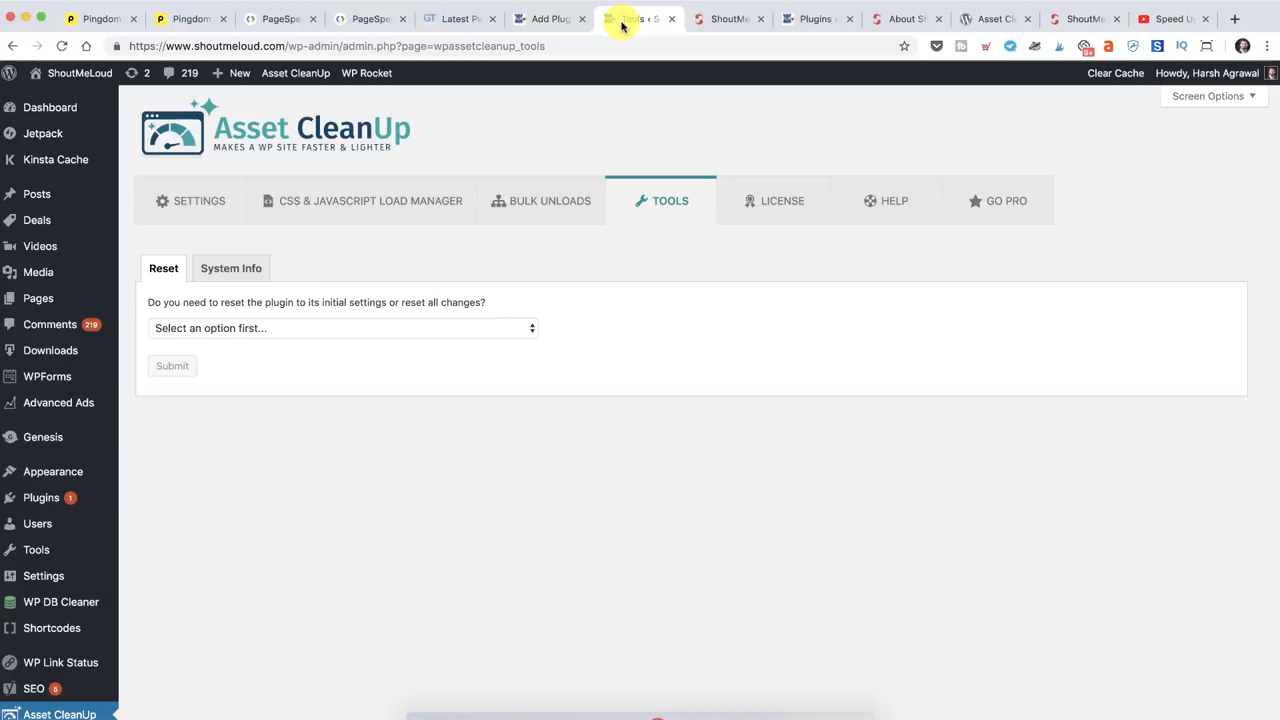 Pingdom
Pingdom
PageSpe
PageSpe
GT Latest Pe
Add Plug
Tools ‹ S
ShoutMe
Plugins ‹
About Sh
Asset Cle
ShoutMe
Speed U
https://www.shoutmeloud.com/wp-admin/admin.php?page=wpassetcleanup_tools
ShoutMeLoud 2 219 New Asset CleanUp WP Rocket Clear Cache Howdy, Harsh Agrawal
Screen Options
Dashboard
Jetpack
Kinsta Cache
Posts
Deals
Videos
Media
Pages
Comments 219
Downloads
WPForms
Advanced Ads
Genesis
Appearance
Plugins 1
Users
Tools
Settings
WP DB Cleaner
Shortcodes
WP Link Status
SEO 5
Asset CleanUp
Asset CleanUp
MAKES A WP SITE FASTER & LIGHTER
SETTINGS CSS & JAVASCRIPT LOAD MANAGER BULK UNLOADS TOOLS LICENSE HELP GO PRO
Reset System Info
Do you need to reset the plugin to its initial settings or reset all changes?
Select an option first...
Submit